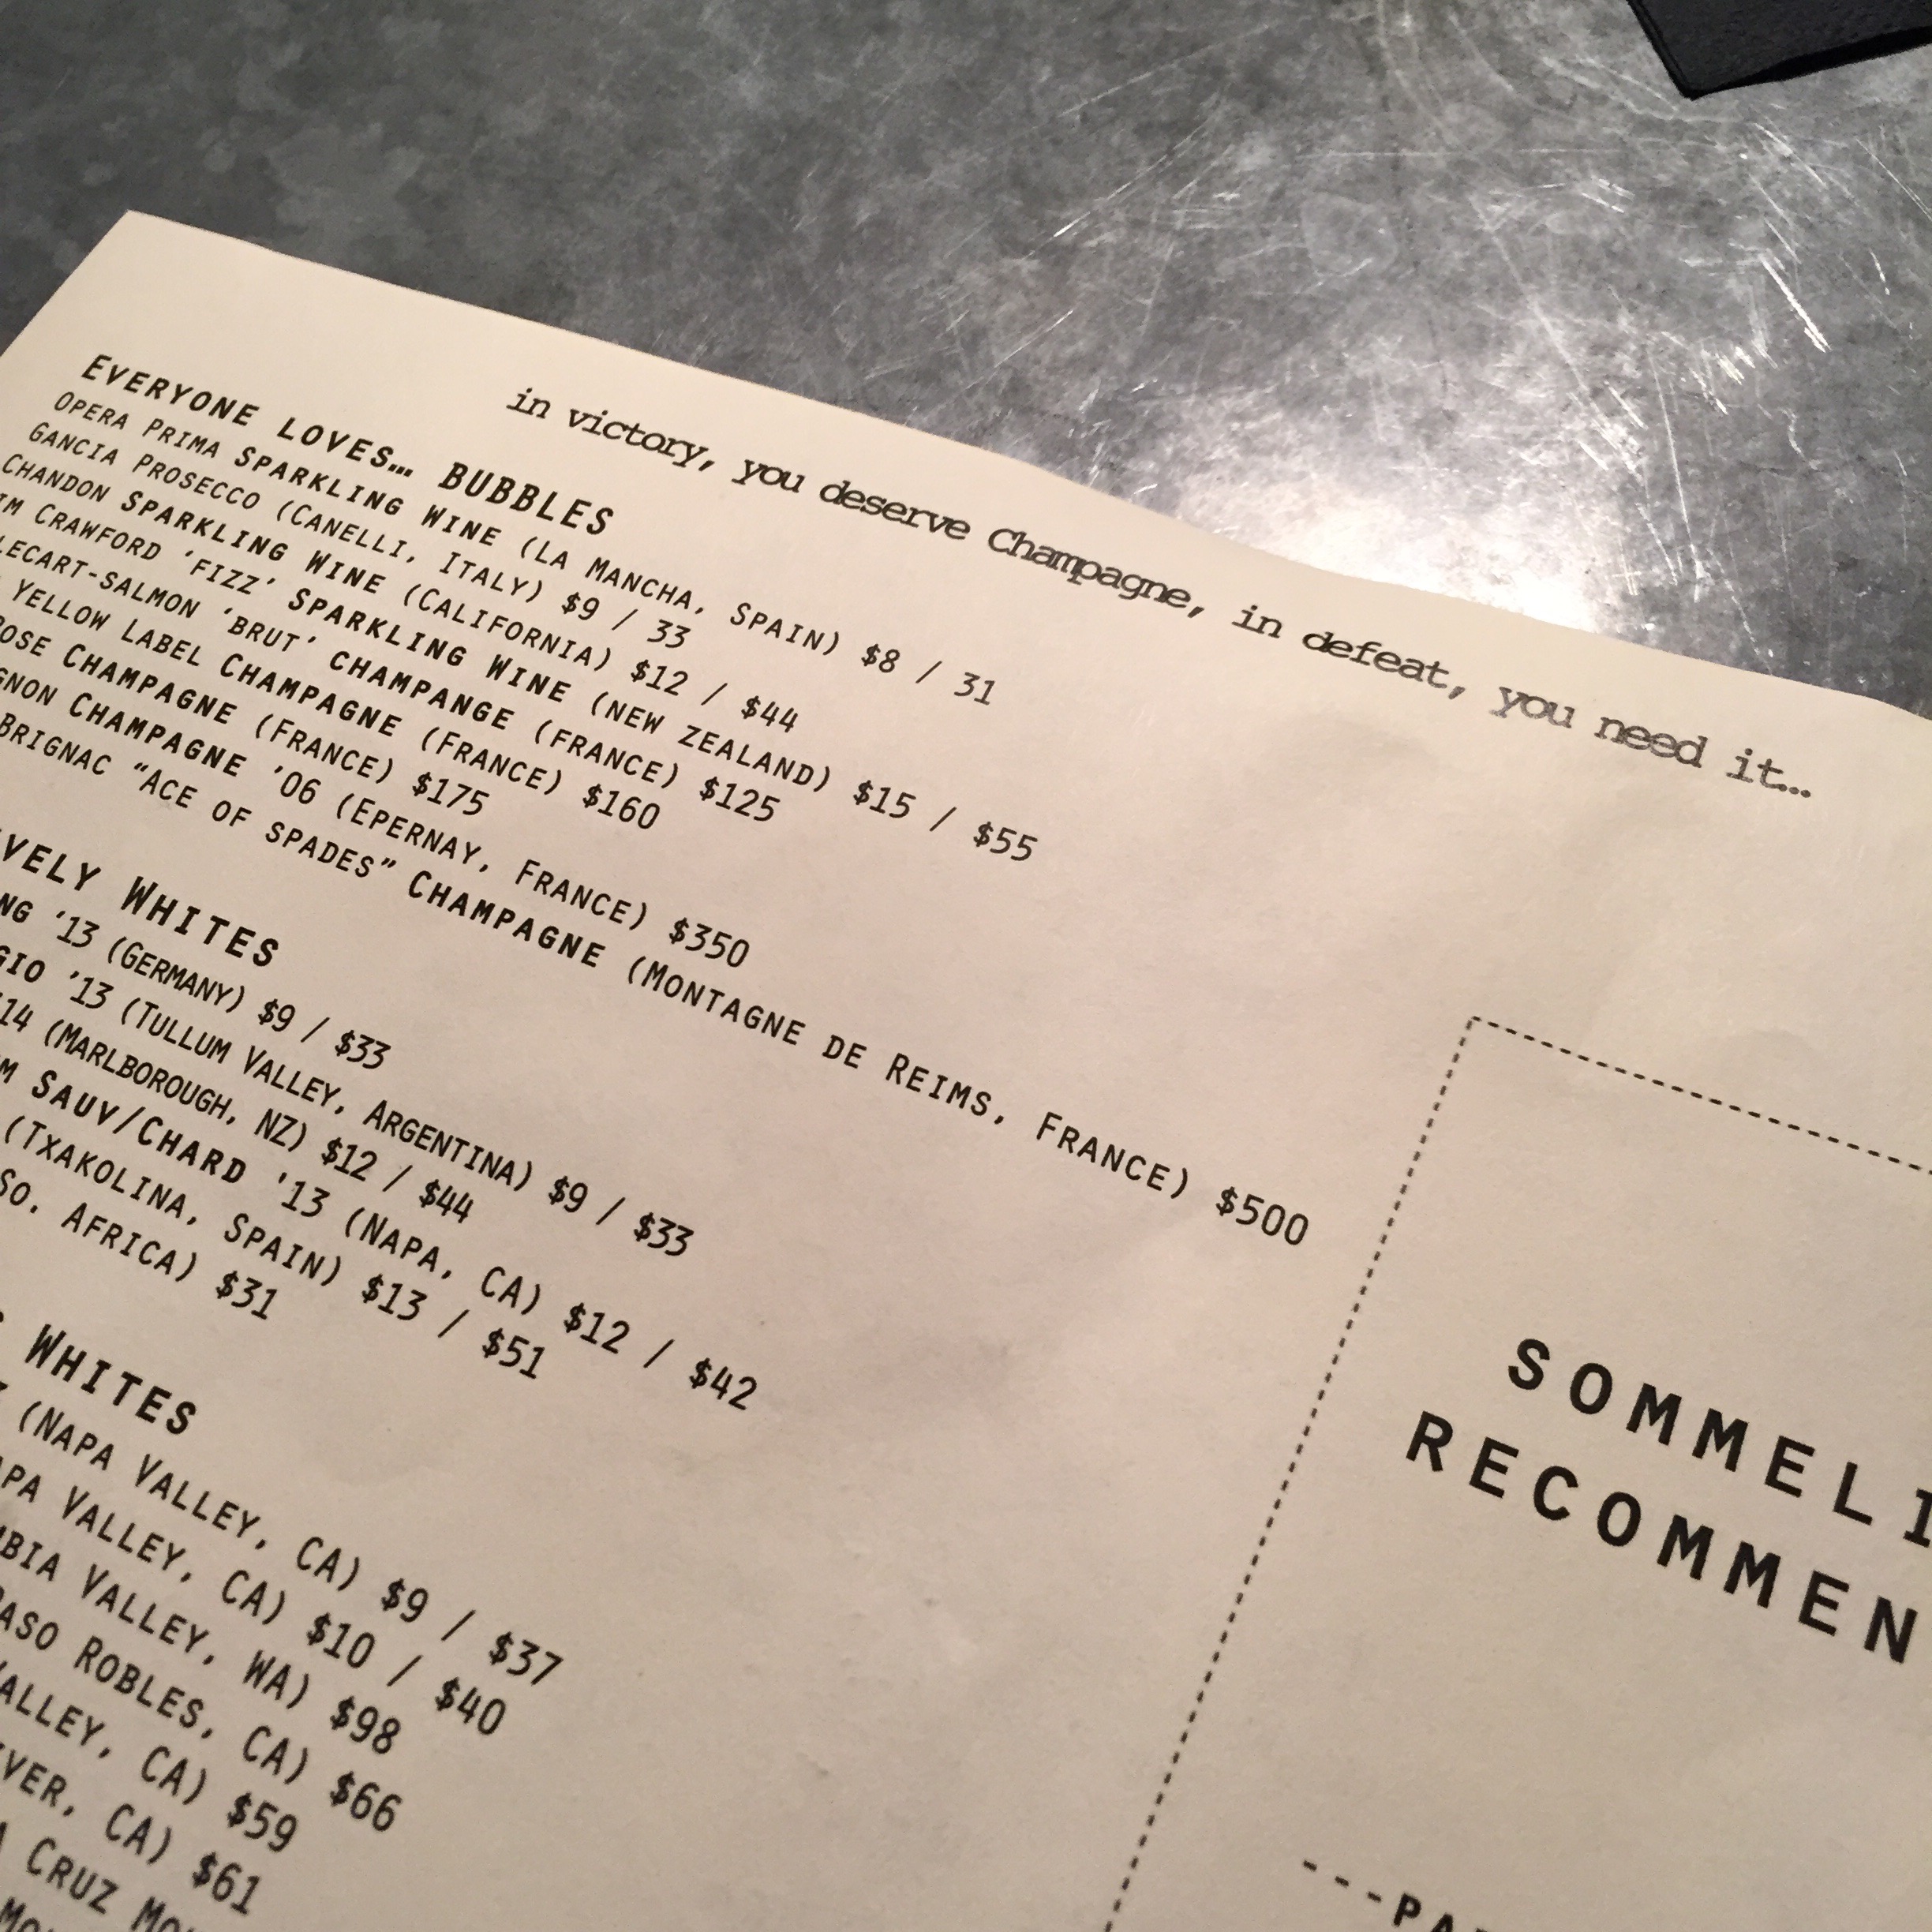 in victory, you deserve Champagne, in defeat, you need it...
EVERYONE LOVES... BUBBLES
OPERA PRIMA SPARKLING WINE (LA MANCHA, SPAIN) $8 / 31
GANCIA PROSECCO (CANELLI, ITALY) $9 / 33
CHANDON SPARKLING WINE (CALIFORNIA) $12 / $44
CRAWFORD 'FIZZ' SPARKLING WINE (NEW ZEALAND) $15 / $55
LECART-SALMON 'BRUT' CHAMPANGE (FRANCE) $125
YELLOW LABEL CHAMPAGNE (FRANCE) $160
OSE CHAMPAGNE (FRANCE) $175
GNON CHAMPAGNE '06 (EPERNAY, FRANCE) $350
BRIGNAC "ACE OF SPADES" CHAMPAGNE (MONTAGNE DE REIMS, FRANCE) $500
VELY WHITES
NG '13 (GERMANY) $9 / $33
GIO '13 (TULLUM VALLEY, ARGENTINA) $9 / $33
'14 (MARLBOROUGH, NZ) $12 / $44
M SAUV/CHARD '13 (NAPA, CA) $12 / $42
(TXAKOLINA, SPAIN) $13 / $51
SO. AFRICA) $31
WHITES
(NAPA VALLEY, CA) $9 / $37
PA VALLEY, CA) $10 / $40
BIA VALLEY, WA) $98
PASO ROBLES, CA) $66
VALLEY, CA) $59
IVER, CA) $61
CRUZ MO
SOMMELI
RECOMMEN
---PA